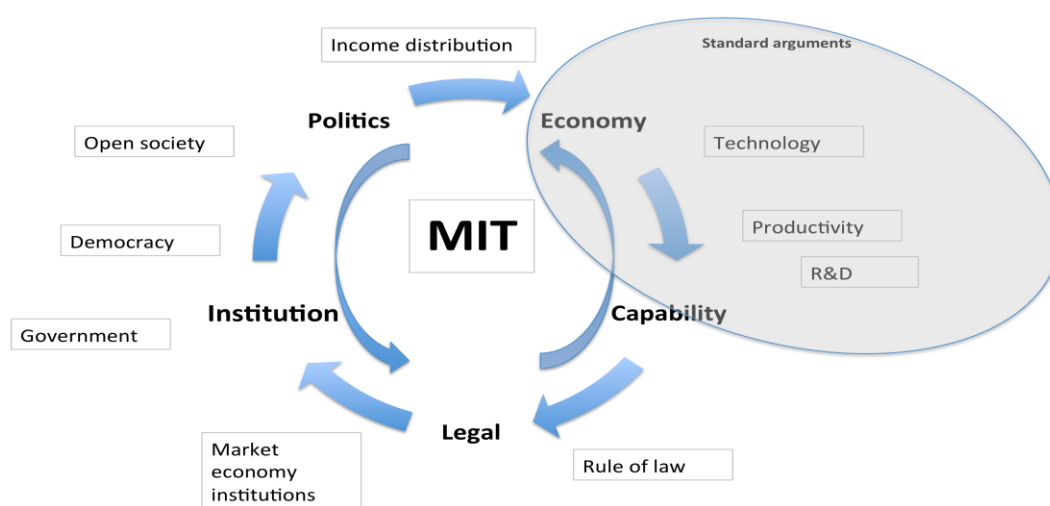 Income distribution
Standard arguments
Politics
Economy
Open society
Technology
MIT
Democracy
Productivity
R&D
Institution
Capability
Government
Legal
Market
economy
institutions
Rule of law